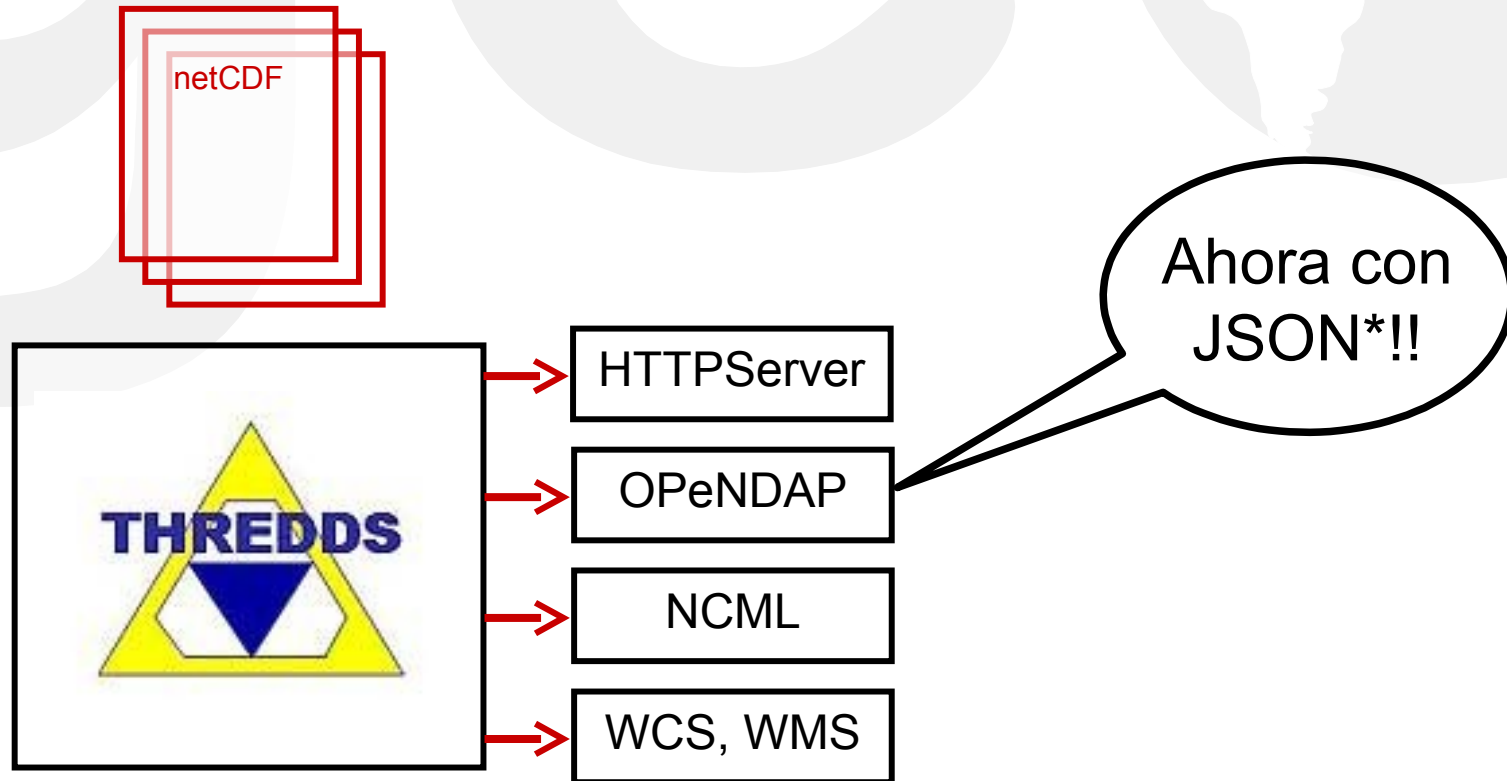 netCDF
Ahora con
JSON*!!
HTTPServer
OPeNDAP
THREDDS
NCML
WCS, WMS